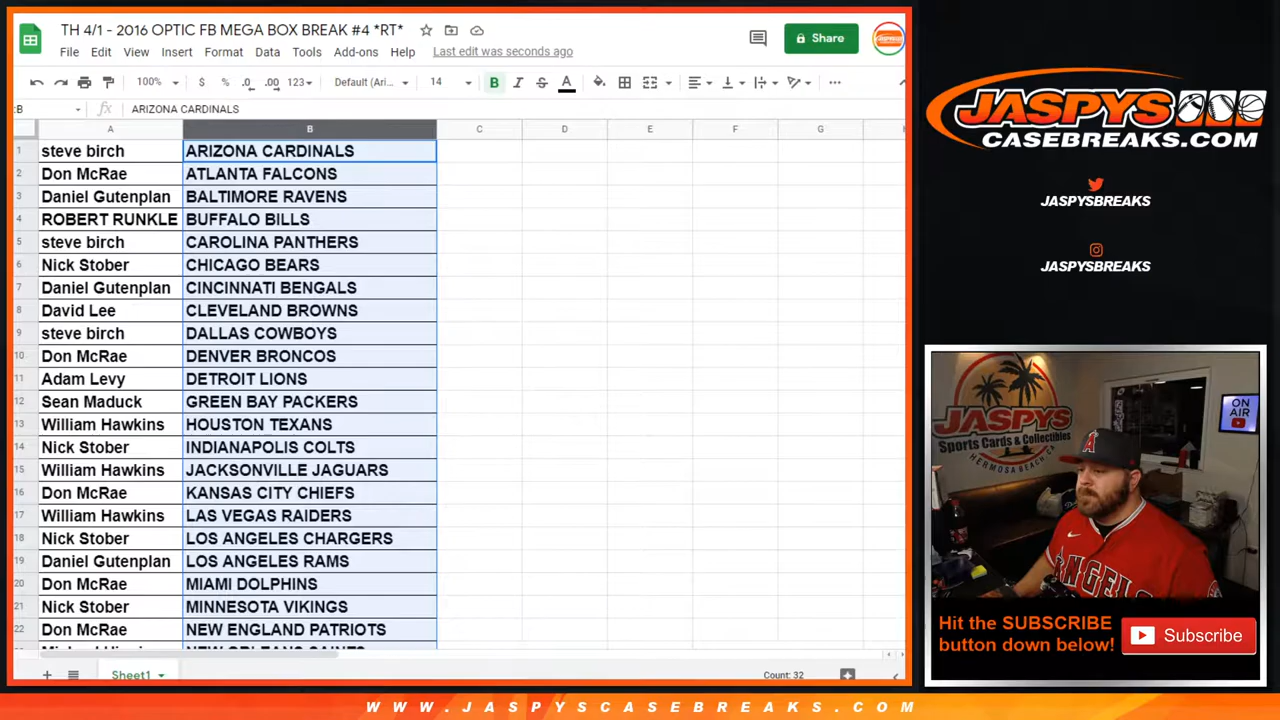 TH 4/1 - 2016 OPTIC FB MEGA BOX BREAK #4 *RT*
File Edit View Insert Format Data Tools Add-ons Help Last edit was seconds ago
Share
100% $ % .0 .00 123 Default (Ari... 14 B I S A
:B fx ARIZONA CARDINALS
A B C D E F G
1 steve birch ARIZONA CARDINALS
2 Don McRae ATLANTA FALCONS
3 Daniel Gutenplan BALTIMORE RAVENS
4 ROBERT RUNKLE BUFFALO BILLS
5 steve birch CAROLINA PANTHERS
6 Nick Stober CHICAGO BEARS
7 Daniel Gutenplan CINCINNATI BENGALS
8 David Lee CLEVELAND BROWNS
9 steve birch DALLAS COWBOYS
10 Don McRae DENVER BRONCOS
11 Adam Levy DETROIT LIONS
12 Sean Maduck GREEN BAY PACKERS
13 William Hawkins HOUSTON TEXANS
14 Nick Stober INDIANAPOLIS COLTS
15 William Hawkins JACKSONVILLE JAGUARS
16 Don McRae KANSAS CITY CHIEFS
17 William Hawkins LAS VEGAS RAIDERS
18 Nick Stober LOS ANGELES CHARGERS
19 Daniel Gutenplan LOS ANGELES RAMS
20 Don McRae MIAMI DOLPHINS
21 Nick Stober MINNESOTA VIKINGS
22 Don McRae NEW ENGLAND PATRIOTS
NEW ORLEANS SAINTS
Sheet1 Count: 32
JASPYS
CASEBREAKS.COM
JASPYSBREAKS
JASPYSBREAKS
JASPYS
Sports Cards & Collectibles
HERMOSA BEACH, CA
ON
AIR
A
ANGELS
Hit the SUBSCRIBE
button down below!
Subscribe
WWW.JASPYSCASEBREAKS.COM